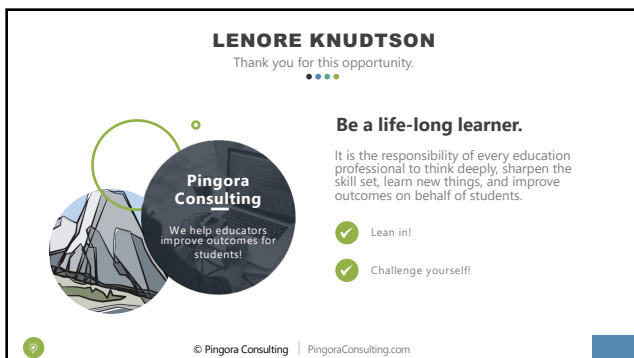 LENORE KNUDTSON
Thank you for this opportunity.
Pingora
Consulting
We help educators
improve outcomes for
students!
Be a life-long learner.
It is the responsibility of every education
professional to think deeply, sharpen the
skill set, learn new things, and improve
outcomes on behalf of students.
Lean in!
Challenge yourself!
© Pingora Consulting | PingoraConsulting.com